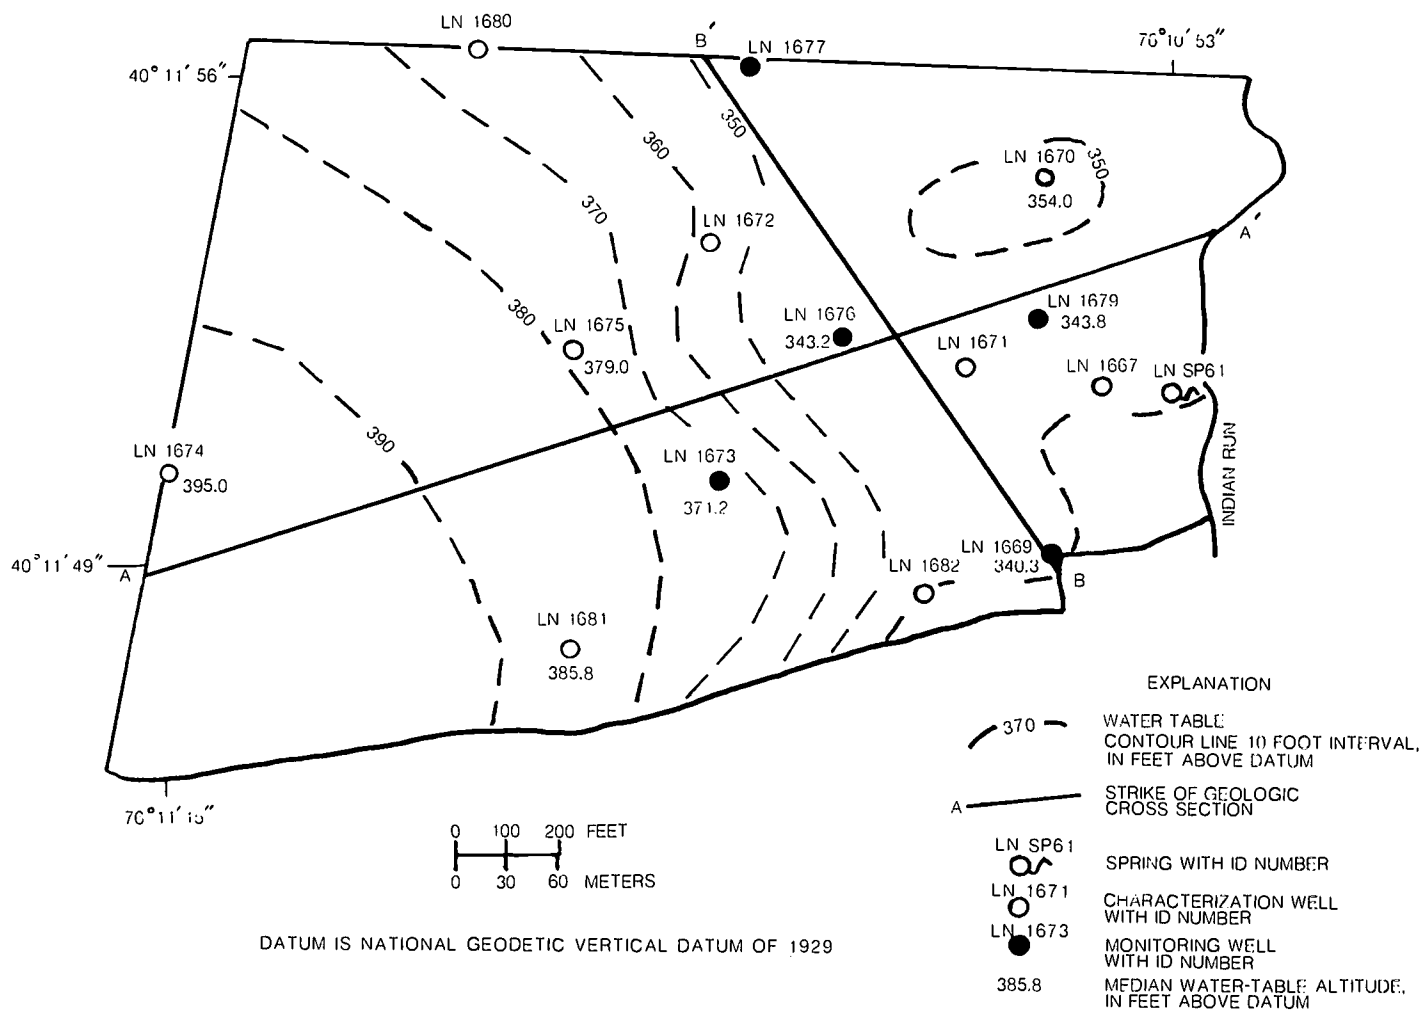 LN 1680
B'
LN 1677
76°10'53"
40°11'56"
350
360
LN 1670
350
354.0
370
LN 1672
A'
380
LN 1675
379.0
LN 1676
343.2
LN 1679
343.8
LN 1671
LN 1667
LN SP61
390
LN 1674
395.0
LN 1673
371.2
INDIAN RUN
40°11'49"
A
LN 1669
340.3
LN 1682
B
LN 1681
385.8
76°11'15"
0 100 200 FEET
0 30 60 METERS
DATUM IS NATIONAL GEODETIC VERTICAL DATUM OF 1929
EXPLANATION
370
WATER TABLE
CONTOUR LINE 10 FOOT INTERVAL,
IN FEET ABOVE DATUM
A
STRIKE OF GEOLOGIC
CROSS SECTION
LN SP61
SPRING WITH ID NUMBER
LN 1671
CHARACTERIZATION WELL
WITH ID NUMBER
LN 1673
MONITORING WELL
WITH ID NUMBER
385.8
MEDIAN WATER-TABLE ALTITUDE,
IN FEET ABOVE DATUM